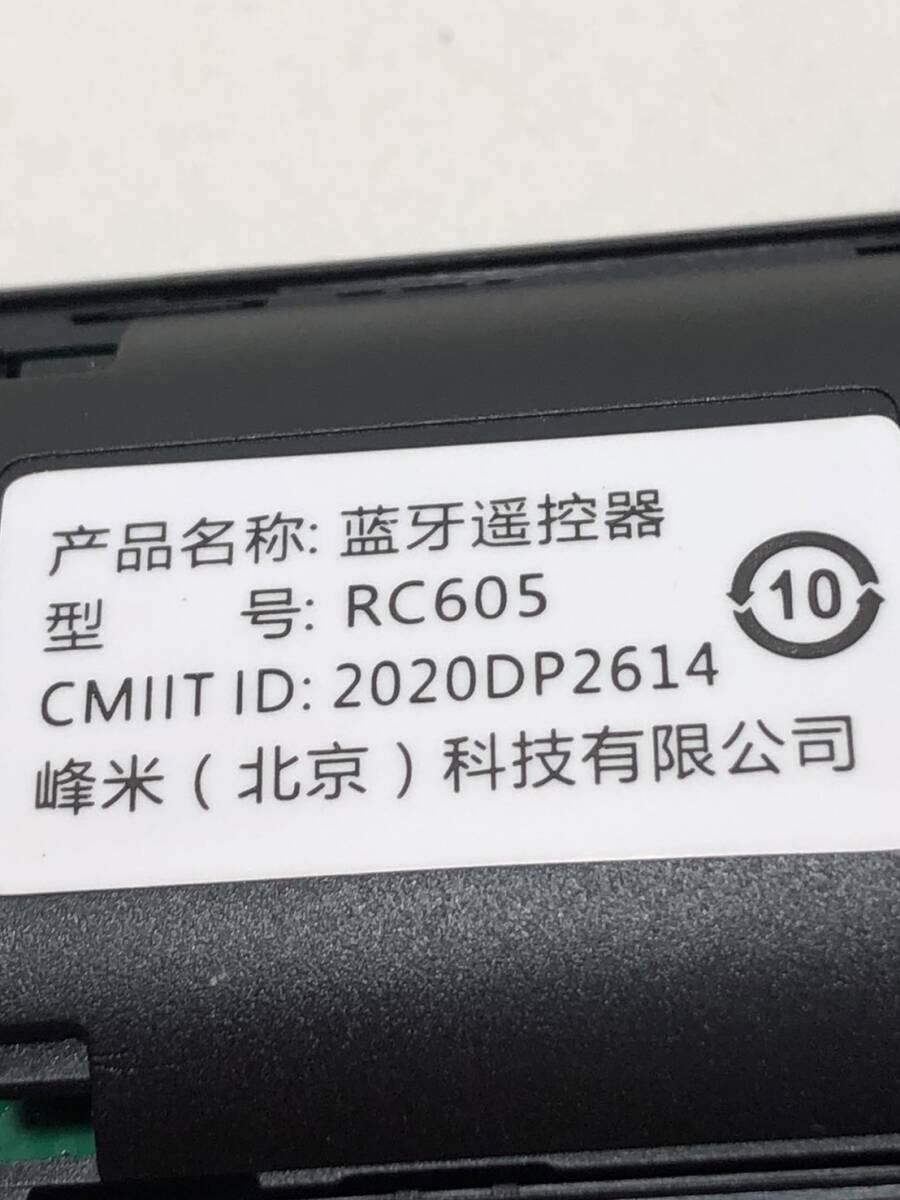 产品名称: 蓝牙遥控器
型 号: RC605
10
CMIIT ID: 2020DP2614
峰米（北京）科技有限公司